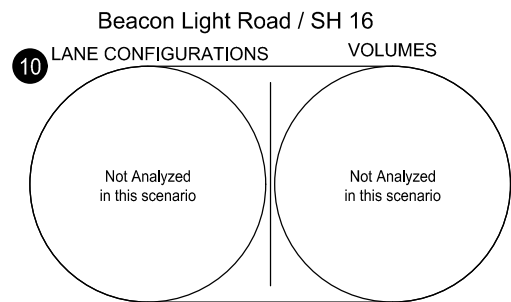 Beacon Light Road / SH 16
10 LANE CONFIGURATIONS VOLUMES
Not Analyzed
in this scenario
Not Analyzed
in this scenario